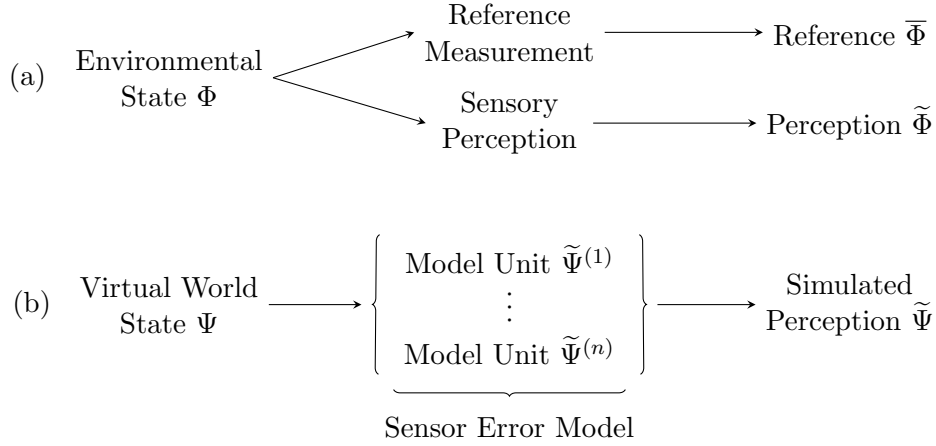 (a)
Environmental
State Φ
Reference
Measurement
Reference Φ̅
Sensory
Perception
Perception Φ̃
(b)
Virtual World
State Ψ
Model Unit Ψ̃⁽¹⁾
⋮
Model Unit Ψ̃⁽ⁿ⁾
Sensor Error Model
Simulated
Perception Ψ̃